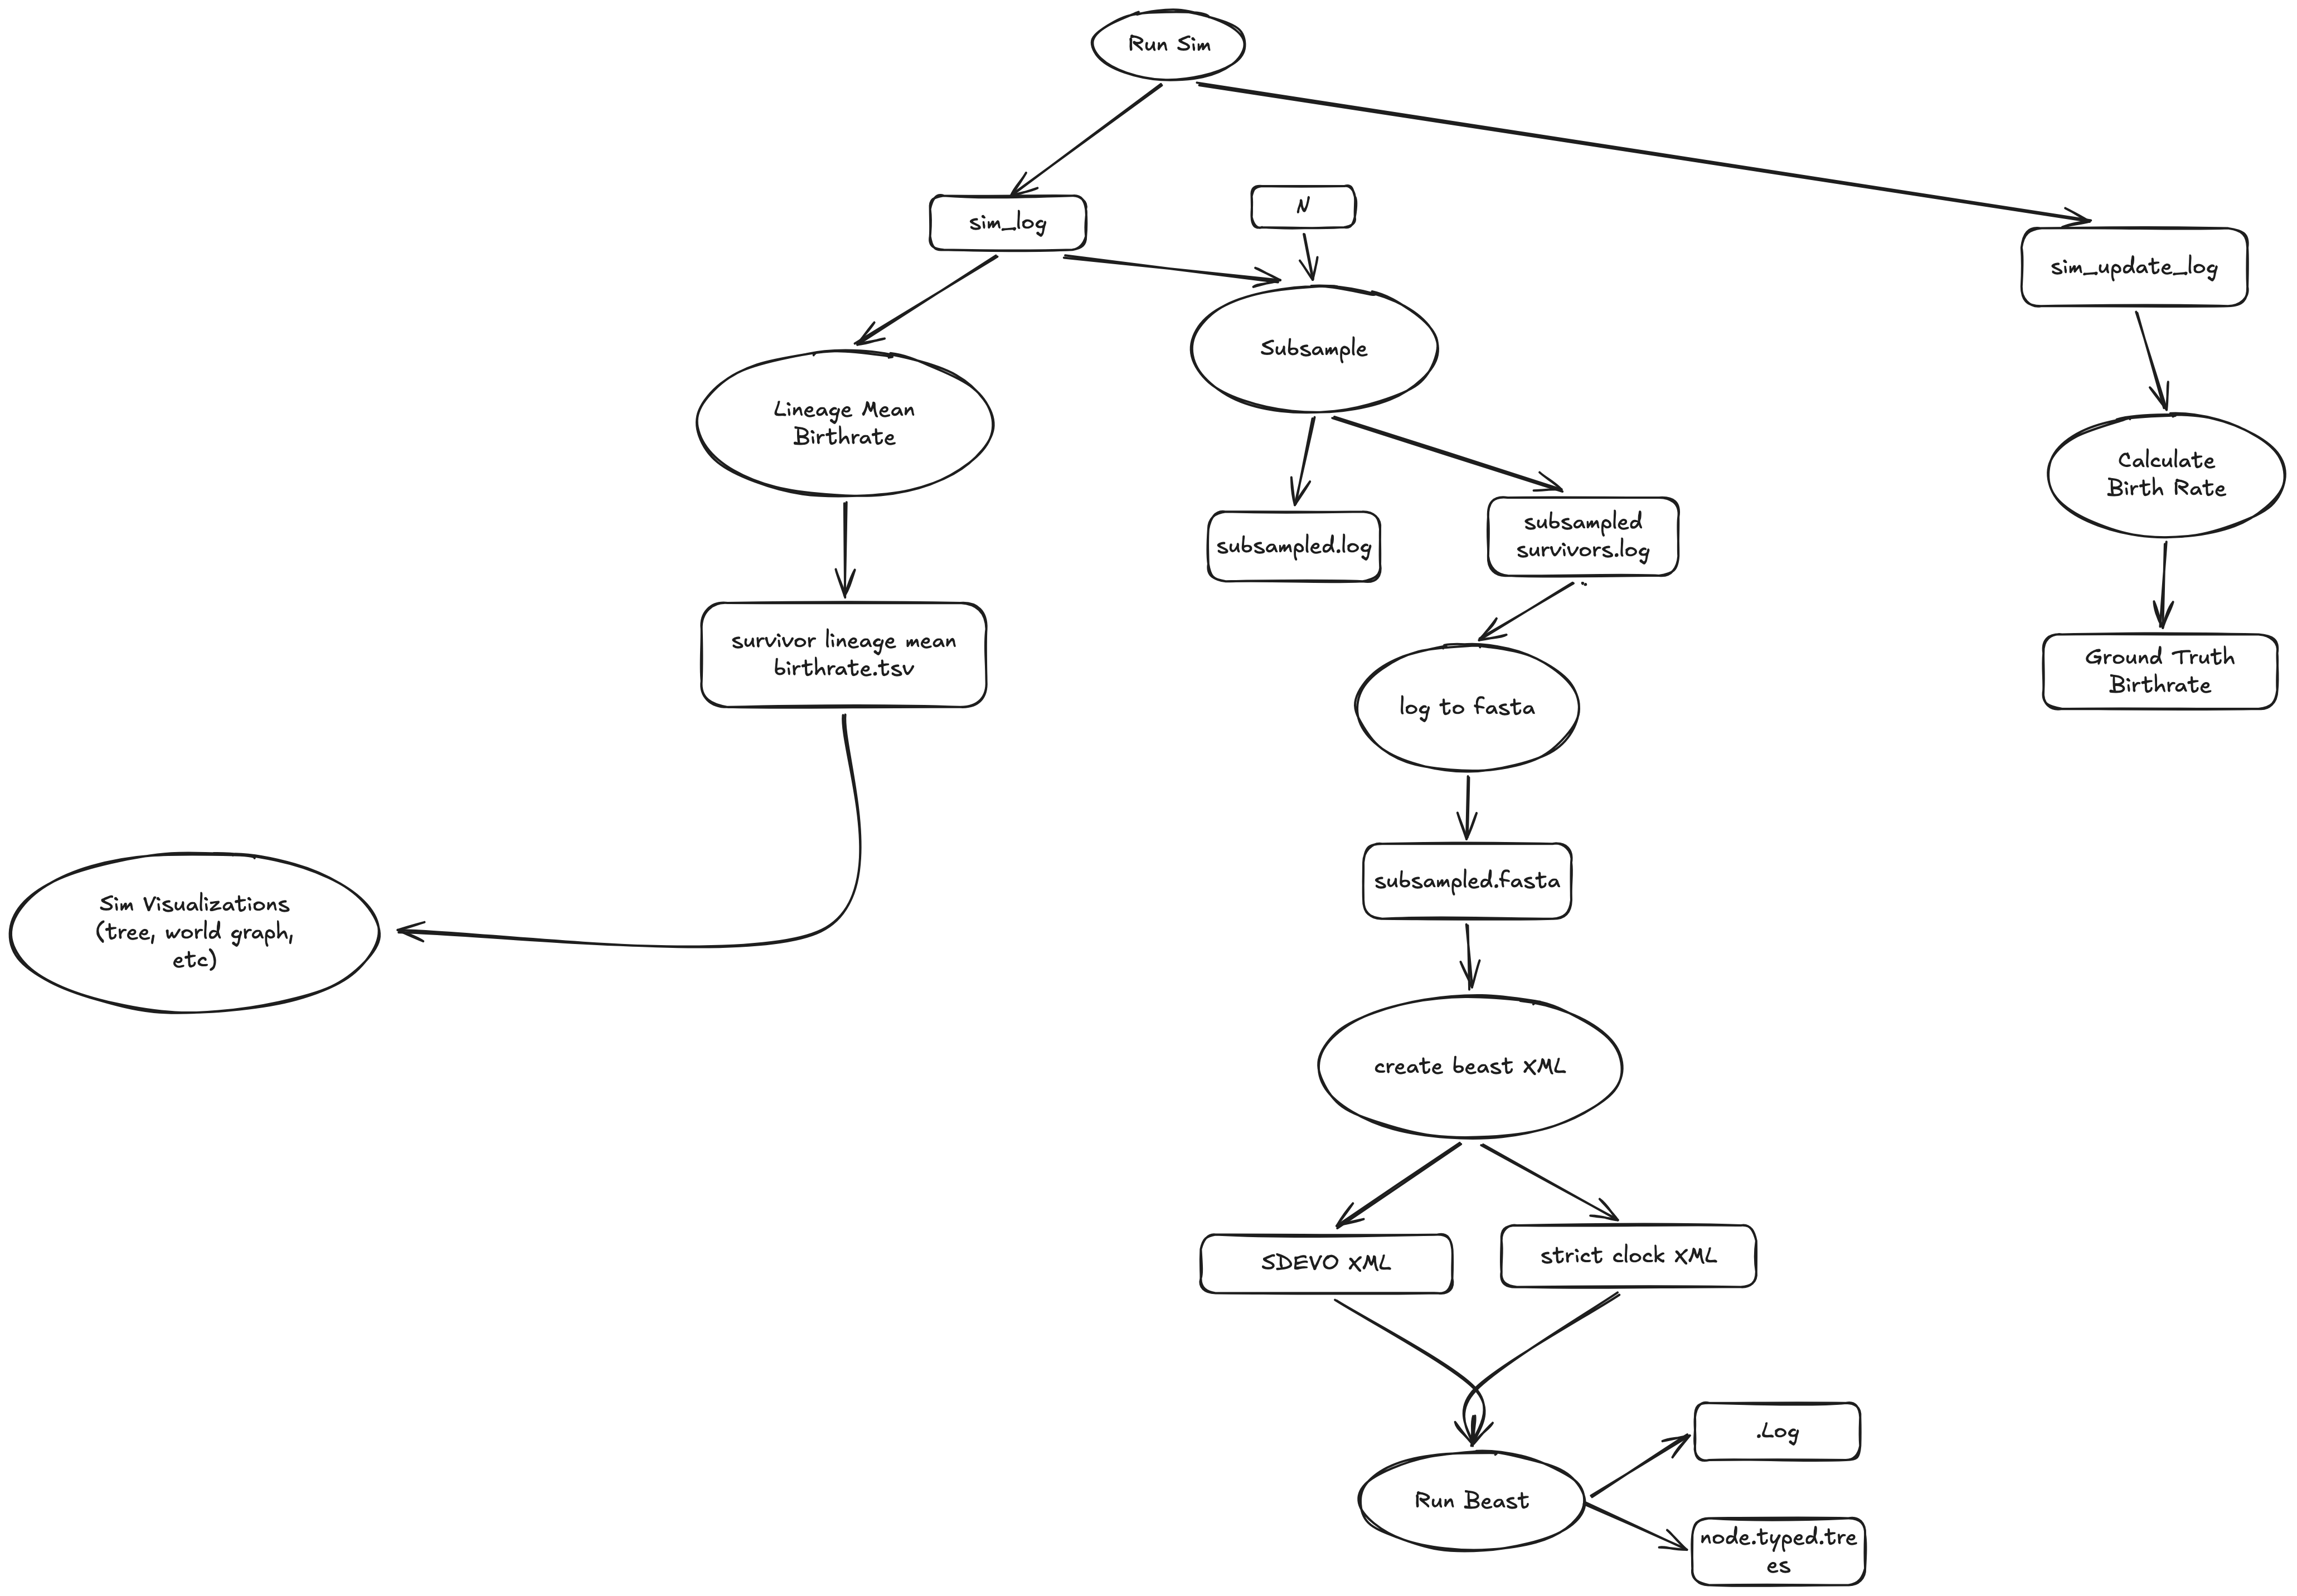 Run Sim
sim_log
N
sim_update_log
Subsample
Lineage Mean
Birthrate
Calculate
Birth Rate
subsampled.log
subsampled
survivors.log
survivor lineage mean
birthrate.tsv
Ground Truth
Birthrate
log to fasta
subsampled.fasta
Sim Visualizations
(tree, world graph,
etc)
create beast XML
SDEVO XML
strict clock XML
.Log
Run Beast
node.typed.tre
es